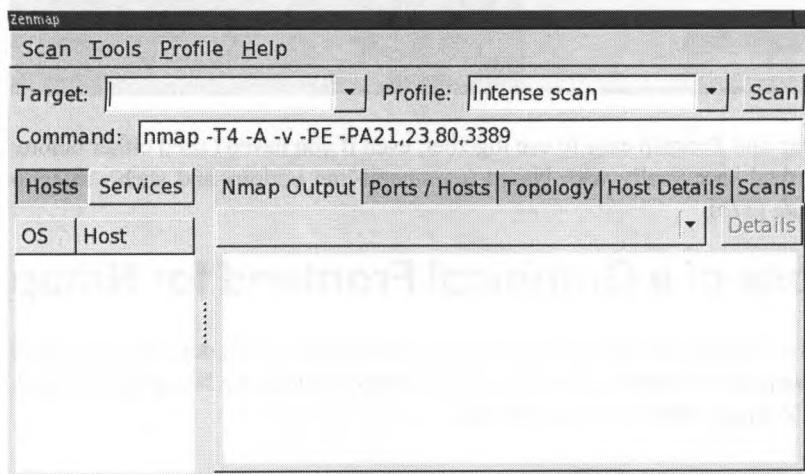 Zenmap
Scan Tools Profile Help
Target: Profile: Intense scan Scan
Command: nmap -T4 -A -v -PE -PA21,23,80,3389
Hosts Services Nmap Output Ports / Hosts Topology Host Details Scans
OS Host Details